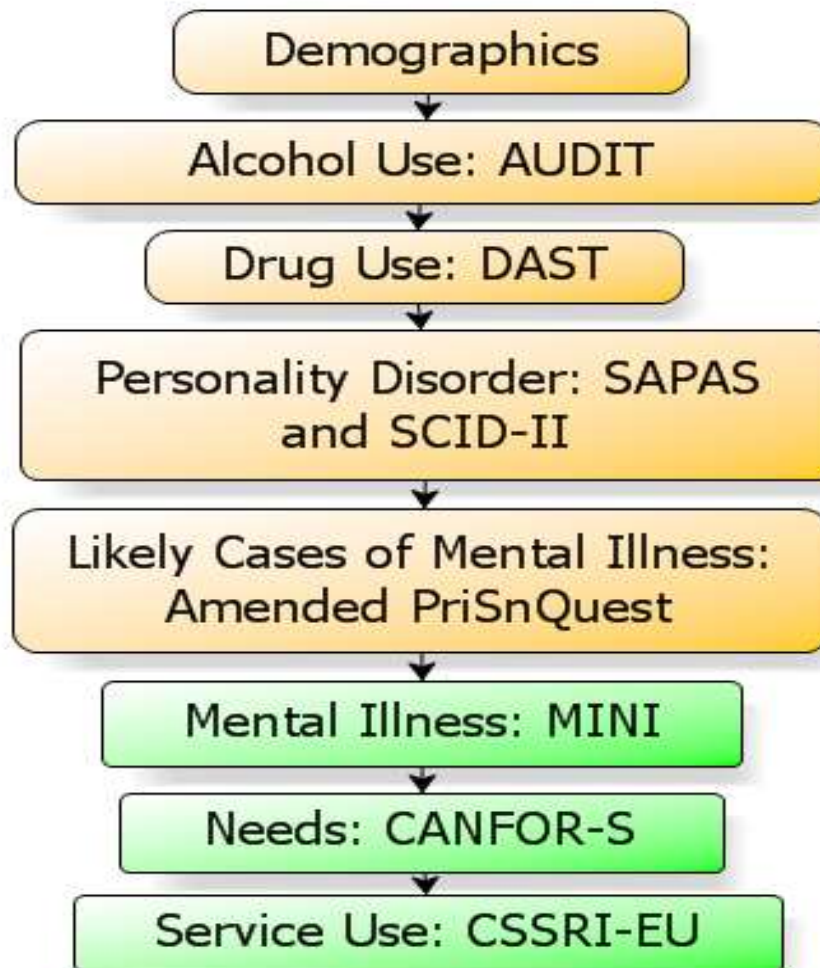 Demographics
Alcohol Use: AUDIT
Drug Use: DAST
Personality Disorder: SAPAS
and SCID-II
Likely Cases of Mental Illness:
Amended PriSnQuest
Mental Illness: MINI
Needs: CANFOR-S
Service Use: CSSRI-EU